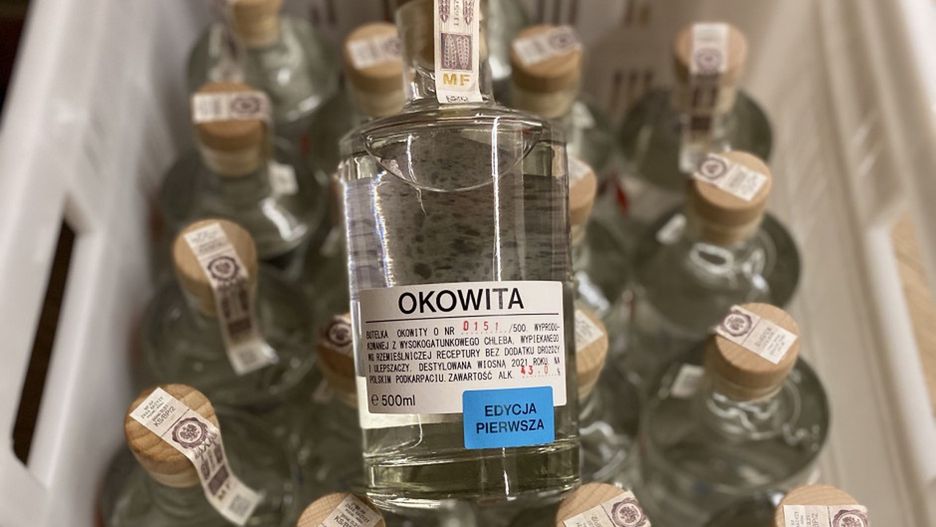 MF
OKOWITA
BUTELKA OKOWITY O NR 0151/500. WYPRODU-
KOWANEJ Z WYSOKOGATUNKOWEGO CHLEBA, WYPIEKANEGO
WG RZEMIEŚLNICZEJ RECEPTURY BEZ DODATKU DROŻDŻY
I ULEPSZACZY. DESTYLOWANA WIOSNĄ 2021 ROKU NA
POLSKIM PODKARPACIU. ZAWARTOŚĆ ALK. 43.0 %
e 500ml
EDYCJA
PIERWSZA
MF